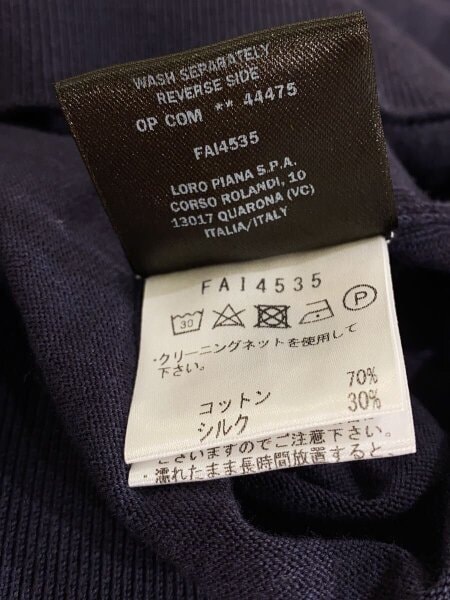 WASH SEPARATELY
REVERSE SIDE
OP COM ** 44475
FAI4535
LORO PIANA S.P.A.
CORSO ROLANDI, 10
13017 QUARONA (VC)
ITALIA/ITALY
FAI4535
30 P
・クリーニングネットを使用して
下さい。
70%
コットン 30%
シルク
ございますのでご注意下さい。
・濡れたまま長時間放置すると、